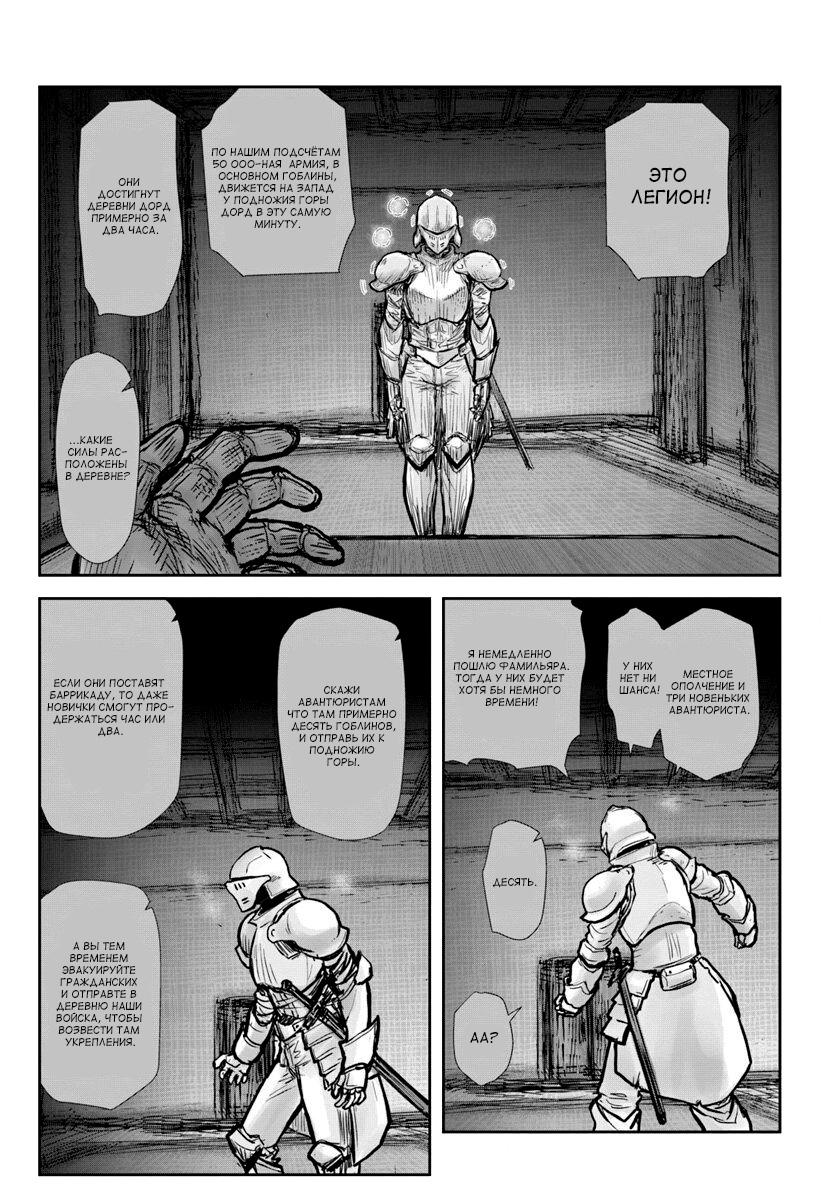 ЭТО
ЛЕГИОН!
ПО НАШИМ ПОДСЧЁТАМ
50 000-НАЯ АРМИЯ, В
ОСНОВНОМ ГОБЛИНЫ,
ДВИЖЕТСЯ НА ЗАПАД
У ПОДНОЖИЯ ГОРЫ
ДОРД В ЭТУ САМУЮ
МИНУТУ.
ОНИ
ДОСТИГНУТ
ДЕРЕВНИ ДОРД
ПРИМЕРНО ЗА
ДВА ЧАСА.
...КАКИЕ
СИЛЫ РАС-
ПОЛОЖЕНЫ
В ДЕРЕВНЕ?
МЕСТНОЕ
ОПОЛЧЕНИЕ И
ТРИ НОВЕНЬКИХ
АВАНТЮРИСТА.
У НИХ
НЕТ НИ
ШАНСА!
Я НЕМЕДЛЕННО
ПОШЛЮ ФАМИЛЬЯРА.
ТОГДА У НИХ БУДЕТ
ХОТЯ БЫ НЕМНОГО
ВРЕМЕНИ!
ДЕСЯТЬ.
АА?
СКАЖИ
АВАНТЮРИСТАМ
ЧТО ТАМ ПРИМЕРНО
ДЕСЯТЬ ГОБЛИНОВ,
И ОТПРАВЬ ИХ К
ПОДНОЖИЮ
ГОРЫ.
ЕСЛИ ОНИ ПОСТАВЯТ
БАРРИКАДУ, ТО ДАЖЕ
НОВИЧКИ СМОГУТ ПРО-
ДЕРЖАТЬСЯ ЧАС ИЛИ
ДВА.
А ВЫ ТЕМ
ВРЕМЕНЕМ
ЭВАКУИРУЙТЕ
ГРАЖДАНСКИХ
И ОТПРАВТЕ В
ДЕРЕВНЮ НАШИ
ВОЙСКА, ЧТОБЫ
ВОЗВЕСТИ ТАМ
УКРЕПЛЕНИЯ.